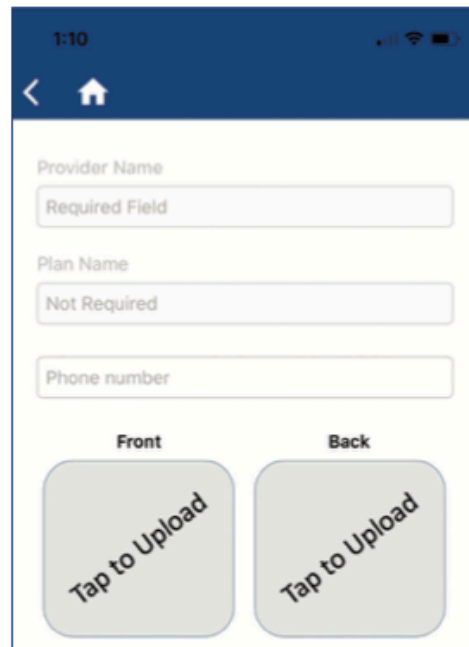 1:10
Provider Name
Required Field
Plan Name
Not Required
Phone number
Front Back
Tap to Upload Tap to Upload